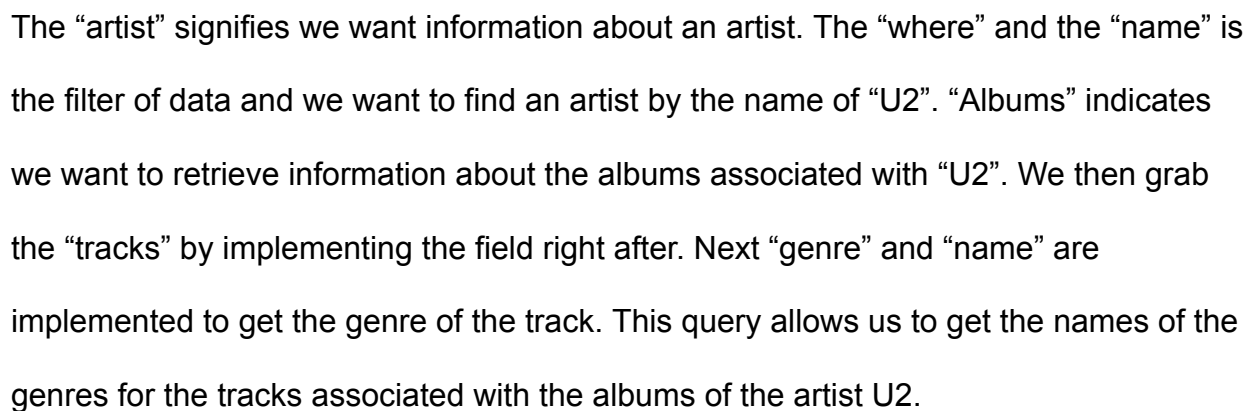 The “artist” signifies we want information about an artist. The “where” and the “name” is
the filter of data and we want to find an artist by the name of “U2”. “Albums” indicates
we want to retrieve information about the albums associated with “U2”. We then grab
the “tracks” by implementing the field right after. Next “genre” and “name” are
implemented to get the genre of the track. This query allows us to get the names of the
genres for the tracks associated with the albums of the artist U2.